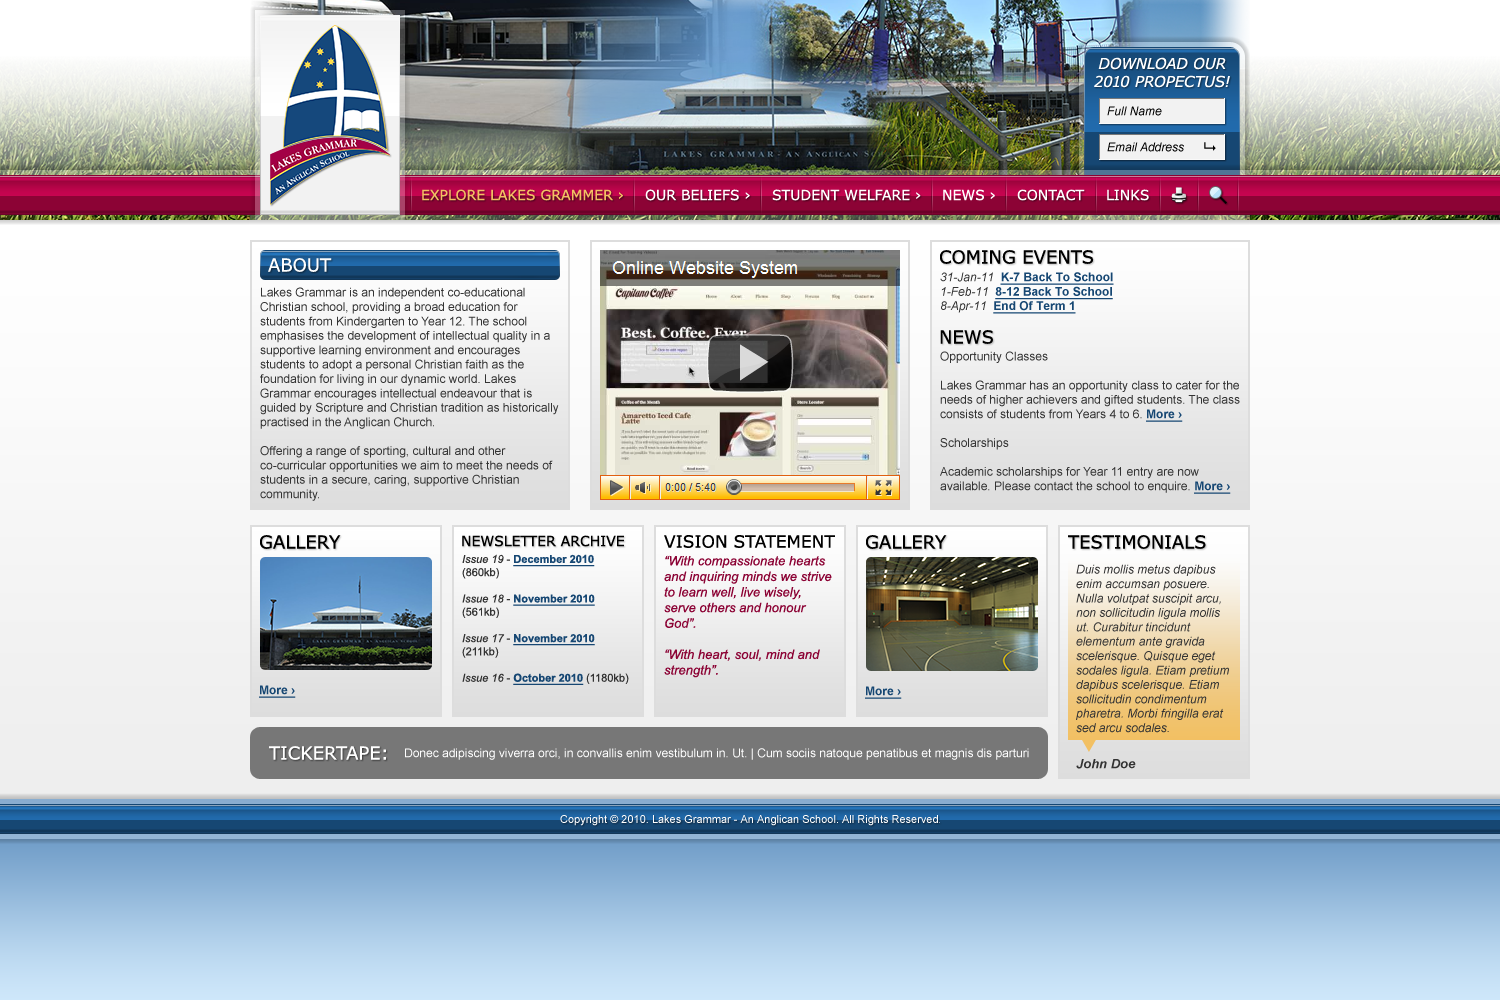 LAKES GRAMMAR
AN ANGLICAN SCHOOL
LAKES GRAMMAR - AN ANGLICAN
DOWNLOAD OUR
2010 PROPECTUS!
Full Name
Email Address
EXPLORE LAKES GRAMMER ›
OUR BELIEFS ›
STUDENT WELFARE ›
NEWS ›
CONTACT
LINKS
ABOUT
Lakes Grammar is an independent co-educational
Christian school, providing a broad education for
students from Kindergarten to Year 12. The school
emphasises the development of intellectual quality in a
supportive learning environment and encourages
students to adopt a personal Christian faith as the
foundation for living in our dynamic world. Lakes
Grammar encourages intellectual endeavour that is
guided by Scripture and Christian tradition as historically
practised in the Anglican Church.
Offering a range of sporting, cultural and other
co-curricular opportunities we aim to meet the needs of
students in a secure, caring, supportive Christian
community.
Online Website System
Capitano Coffee
Best. Coffee. Ever.
Coffee of the Month
Amaretto Iced Cafe
Latte
Store Locator
0:00 / 5:40
COMING EVENTS
31-Jan-11 K-7 Back To School
1-Feb-11 8-12 Back To School
8-Apr-11 End Of Term 1
NEWS
Opportunity Classes
Lakes Grammar has an opportunity class to cater for the
needs of higher achievers and gifted students. The class
consists of students from Years 4 to 6. More ›
Scholarships
Academic scholarships for Year 11 entry are now
available. Please contact the school to enquire. More ›
GALLERY
LAKES GRAMMAR - AN ANGLICAN SCHOOL
More ›
NEWSLETTER ARCHIVE
Issue 19 - December 2010
(860kb)
Issue 18 - November 2010
(561kb)
Issue 17 - November 2010
(211kb)
Issue 16 - October 2010 (1180kb)
VISION STATEMENT
“With compassionate hearts
and inquiring minds we strive
to learn well, live wisely,
serve others and honour
God”.
“With heart, soul, mind and
strength”.
GALLERY
More ›
TESTIMONIALS
Duis mollis metus dapibus
enim accumsan posuere.
Nulla volutpat suscipit arcu,
non sollicitudin ligula mollis
ut. Curabitur tincidunt
elementum ante gravida
scelerisque. Quisque eget
sodales ligula. Etiam pretium
dapibus scelerisque. Etiam
sollicitudin condimentum
pharetra. Morbi fringilla erat
sed arcu sodales.
John Doe
TICKERTAPE:
Donec adipiscing viverra orci, in convallis enim vestibulum in. Ut. | Cum sociis natoque penatibus et magnis dis parturi
Copyright © 2010. Lakes Grammar - An Anglican School. All Rights Reserved.